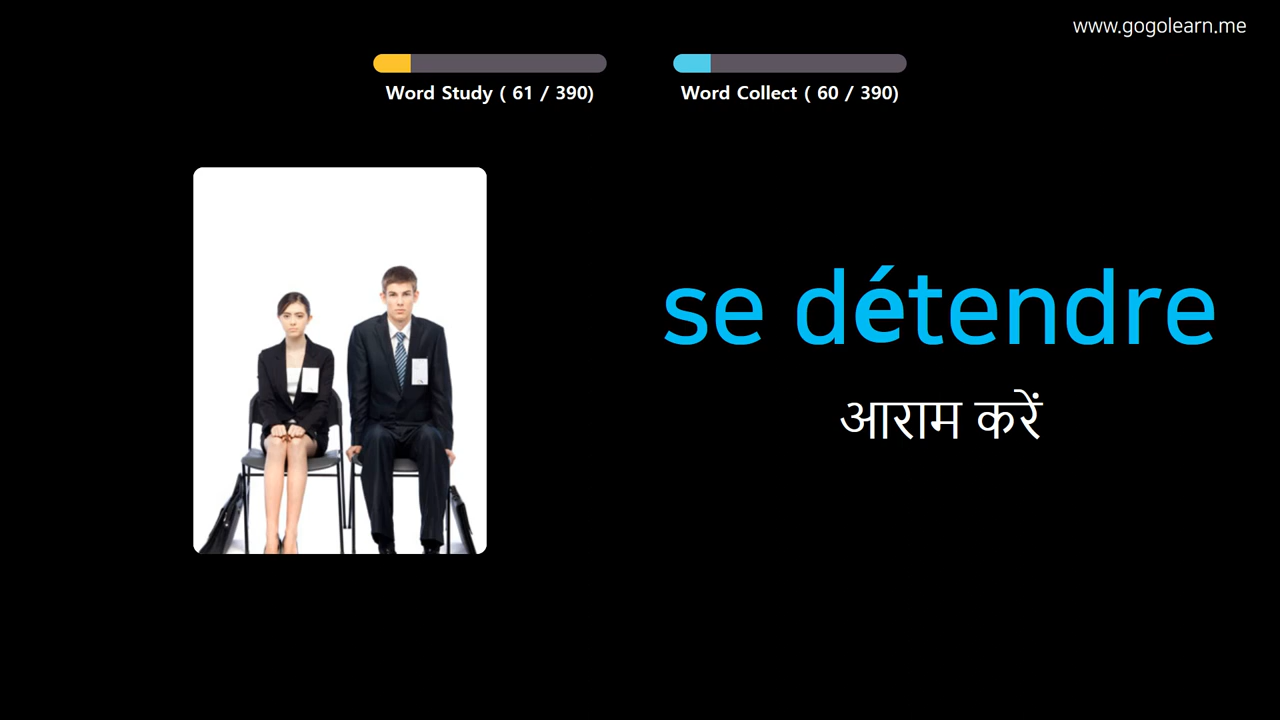 www.gogolearn.me
Word Study ( 61 / 390)
Word Collect ( 60 / 390)
se détendre
आराम करें